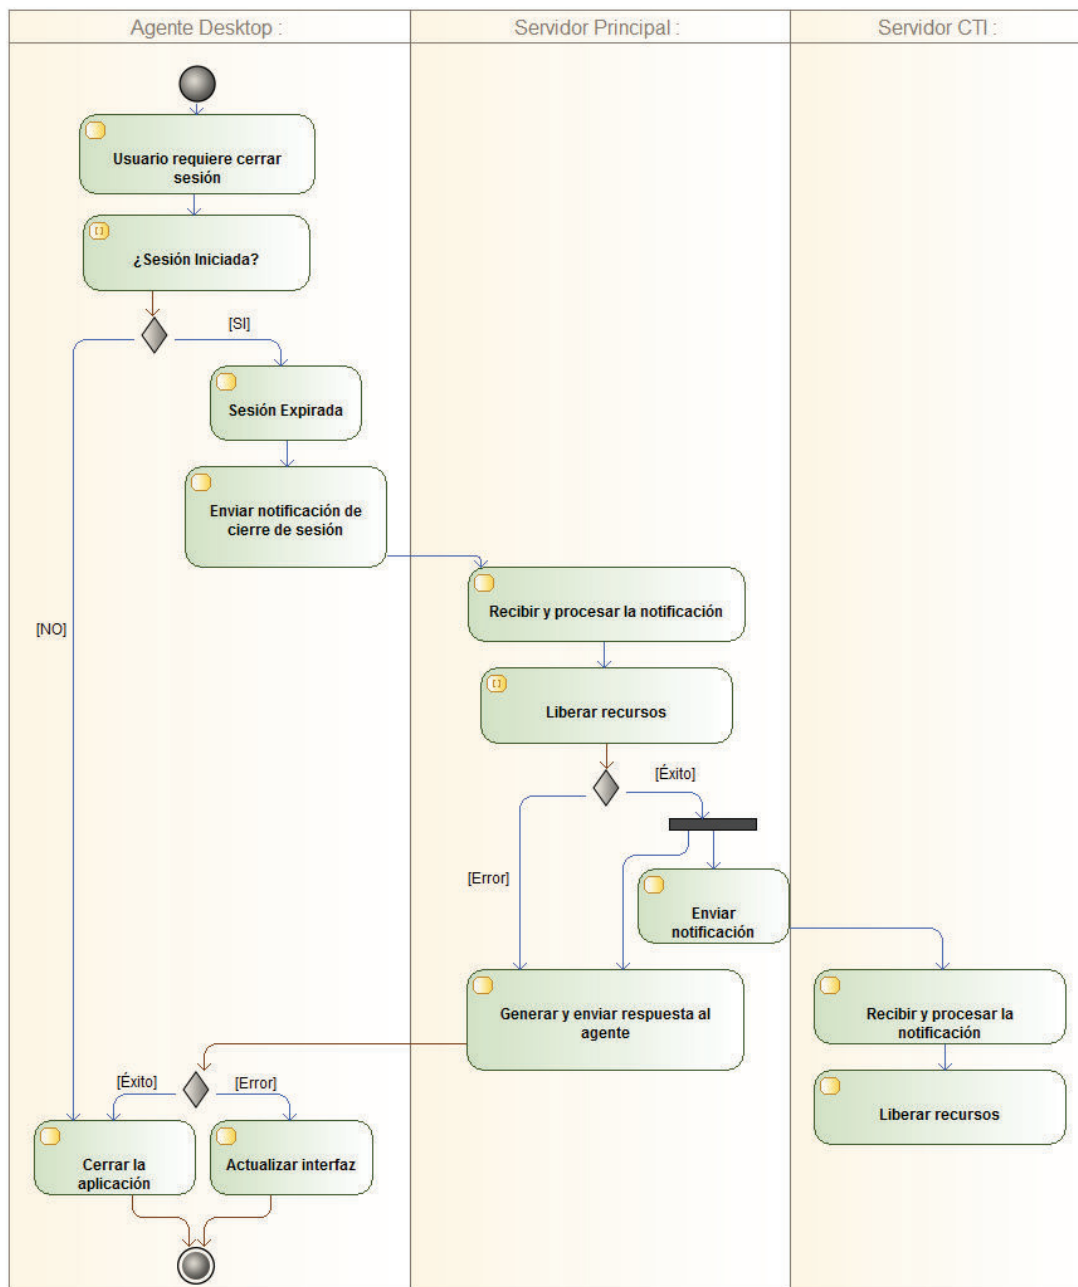 Agente Desktop :
Servidor Principal :
Servidor CTI :
Usuario requiere cerrar
sesión
¿Sesión Iniciada?
[SI]
Sesión Expirada
Enviar notificación de
cierre de sesión
[NO]
Recibir y procesar la notificación
Liberar recursos
[Éxito]
[Error]
Enviar
notificación
Generar y enviar respuesta al
agente
Recibir y procesar la
notificación
Liberar recursos
[Éxito]
[Error]
Cerrar la
aplicación
Actualizar interfaz